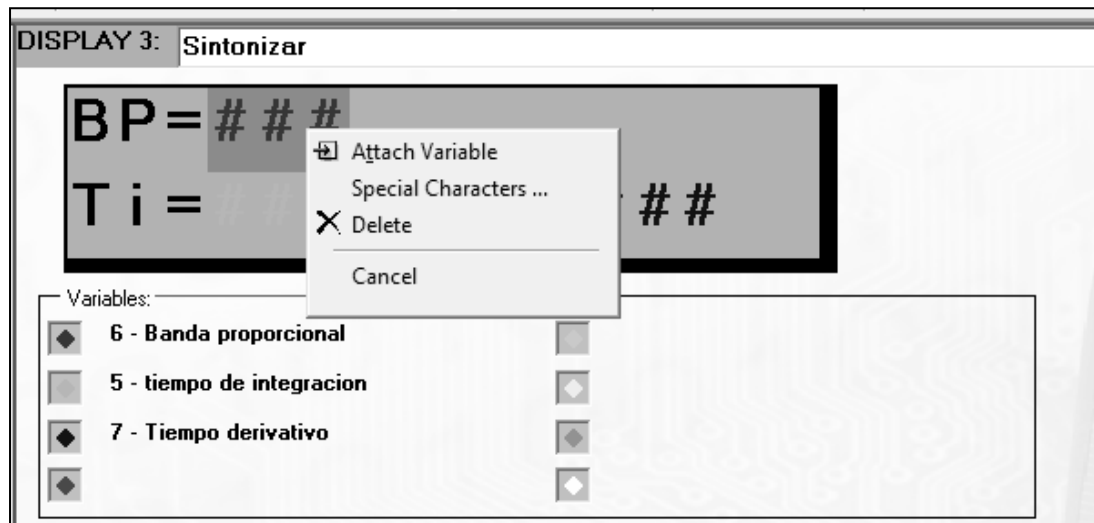 DISPLAY 3: Sintonizar
BP=###
Ti=## ##
Attach Variable
Special Characters ...
Delete
Cancel
Variables:
6 - Banda proporcional
5 - tiempo de integracion
7 - Tiempo derivativo